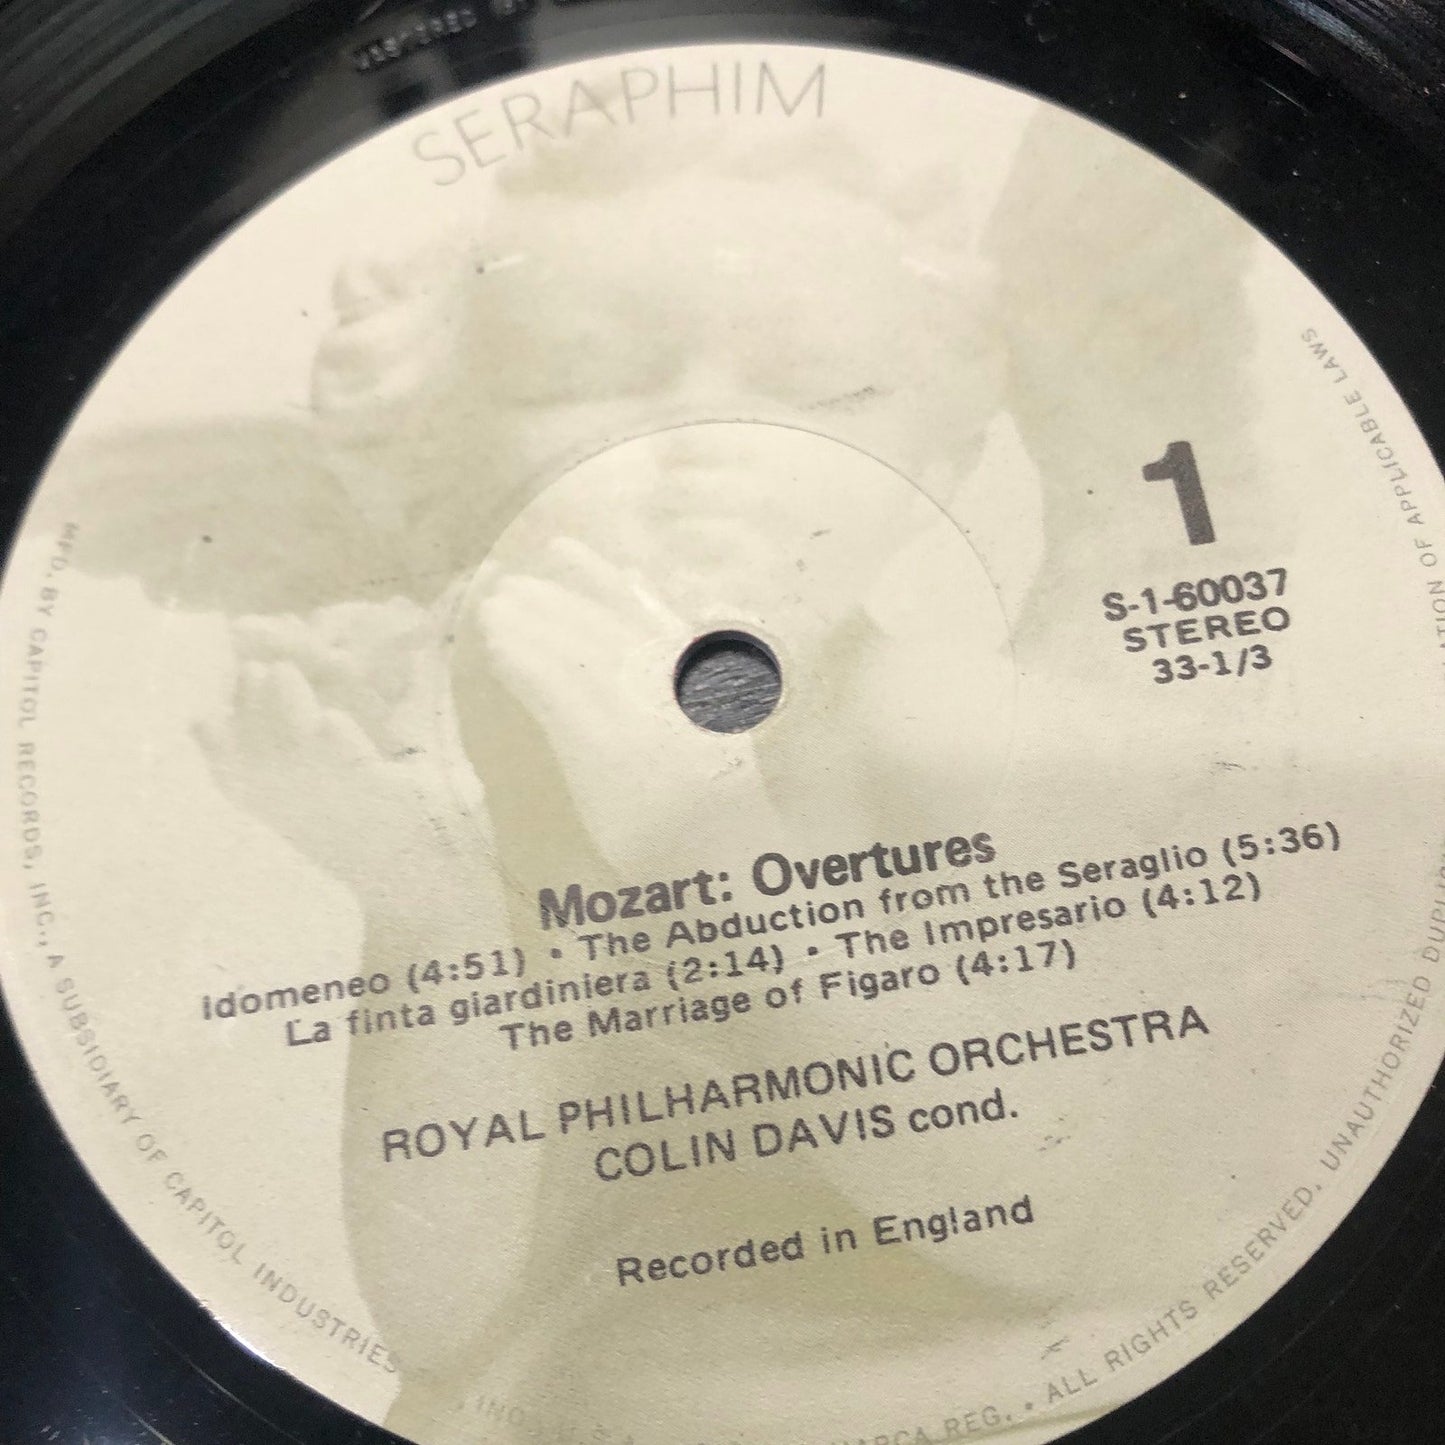 SERAPHIM
1
S-1-60037
STEREO
33-1/3
Mozart: Overtures
Idomeneo (4:51) • The Abduction from the Seraglio (5:36)
La finta giardiniera (2:14) • The Impresario (4:12)
The Marriage of Figaro (4:17)
ROYAL PHILHARMONIC ORCHESTRA
COLIN DAVIS cond.
Recorded in England
MFD. BY CAPITOL RECORDS, INC., A SUBSIDIARY OF CAPITOL INDUSTRIES
REG. • ALL RIGHTS RESERVED. UNAUTHORIZED
OF APPLICABLE LAWS